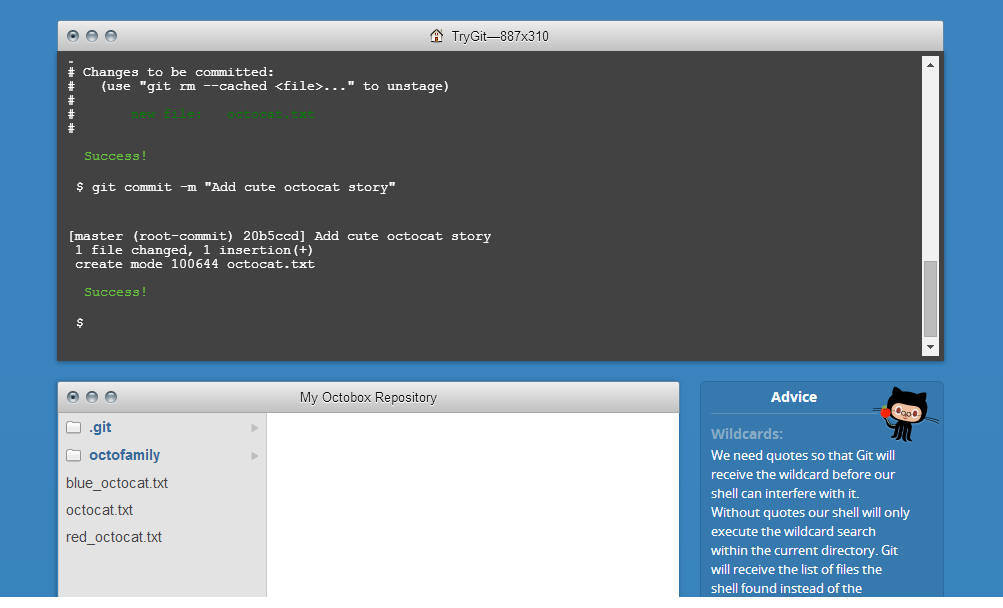 TryGit—887x310
# Changes to be committed:
#   (use "git rm --cached <file>..." to unstage)
#
#       new file:   octocat.txt
#
Success!
$ git commit -m "Add cute octocat story"
[master (root-commit) 20b5ccd] Add cute octocat story
1 file changed, 1 insertion(+)
create mode 100644 octocat.txt
Success!
$
My Octobox Repository
.git
octofamily
blue_octocat.txt
octocat.txt
red_octocat.txt
Advice
Wildcards:
We need quotes so that Git will
receive the wildcard before our
shell can interfere with it.
Without quotes our shell will only
execute the wildcard search
within the current directory. Git
will receive the list of files the
shell found instead of the